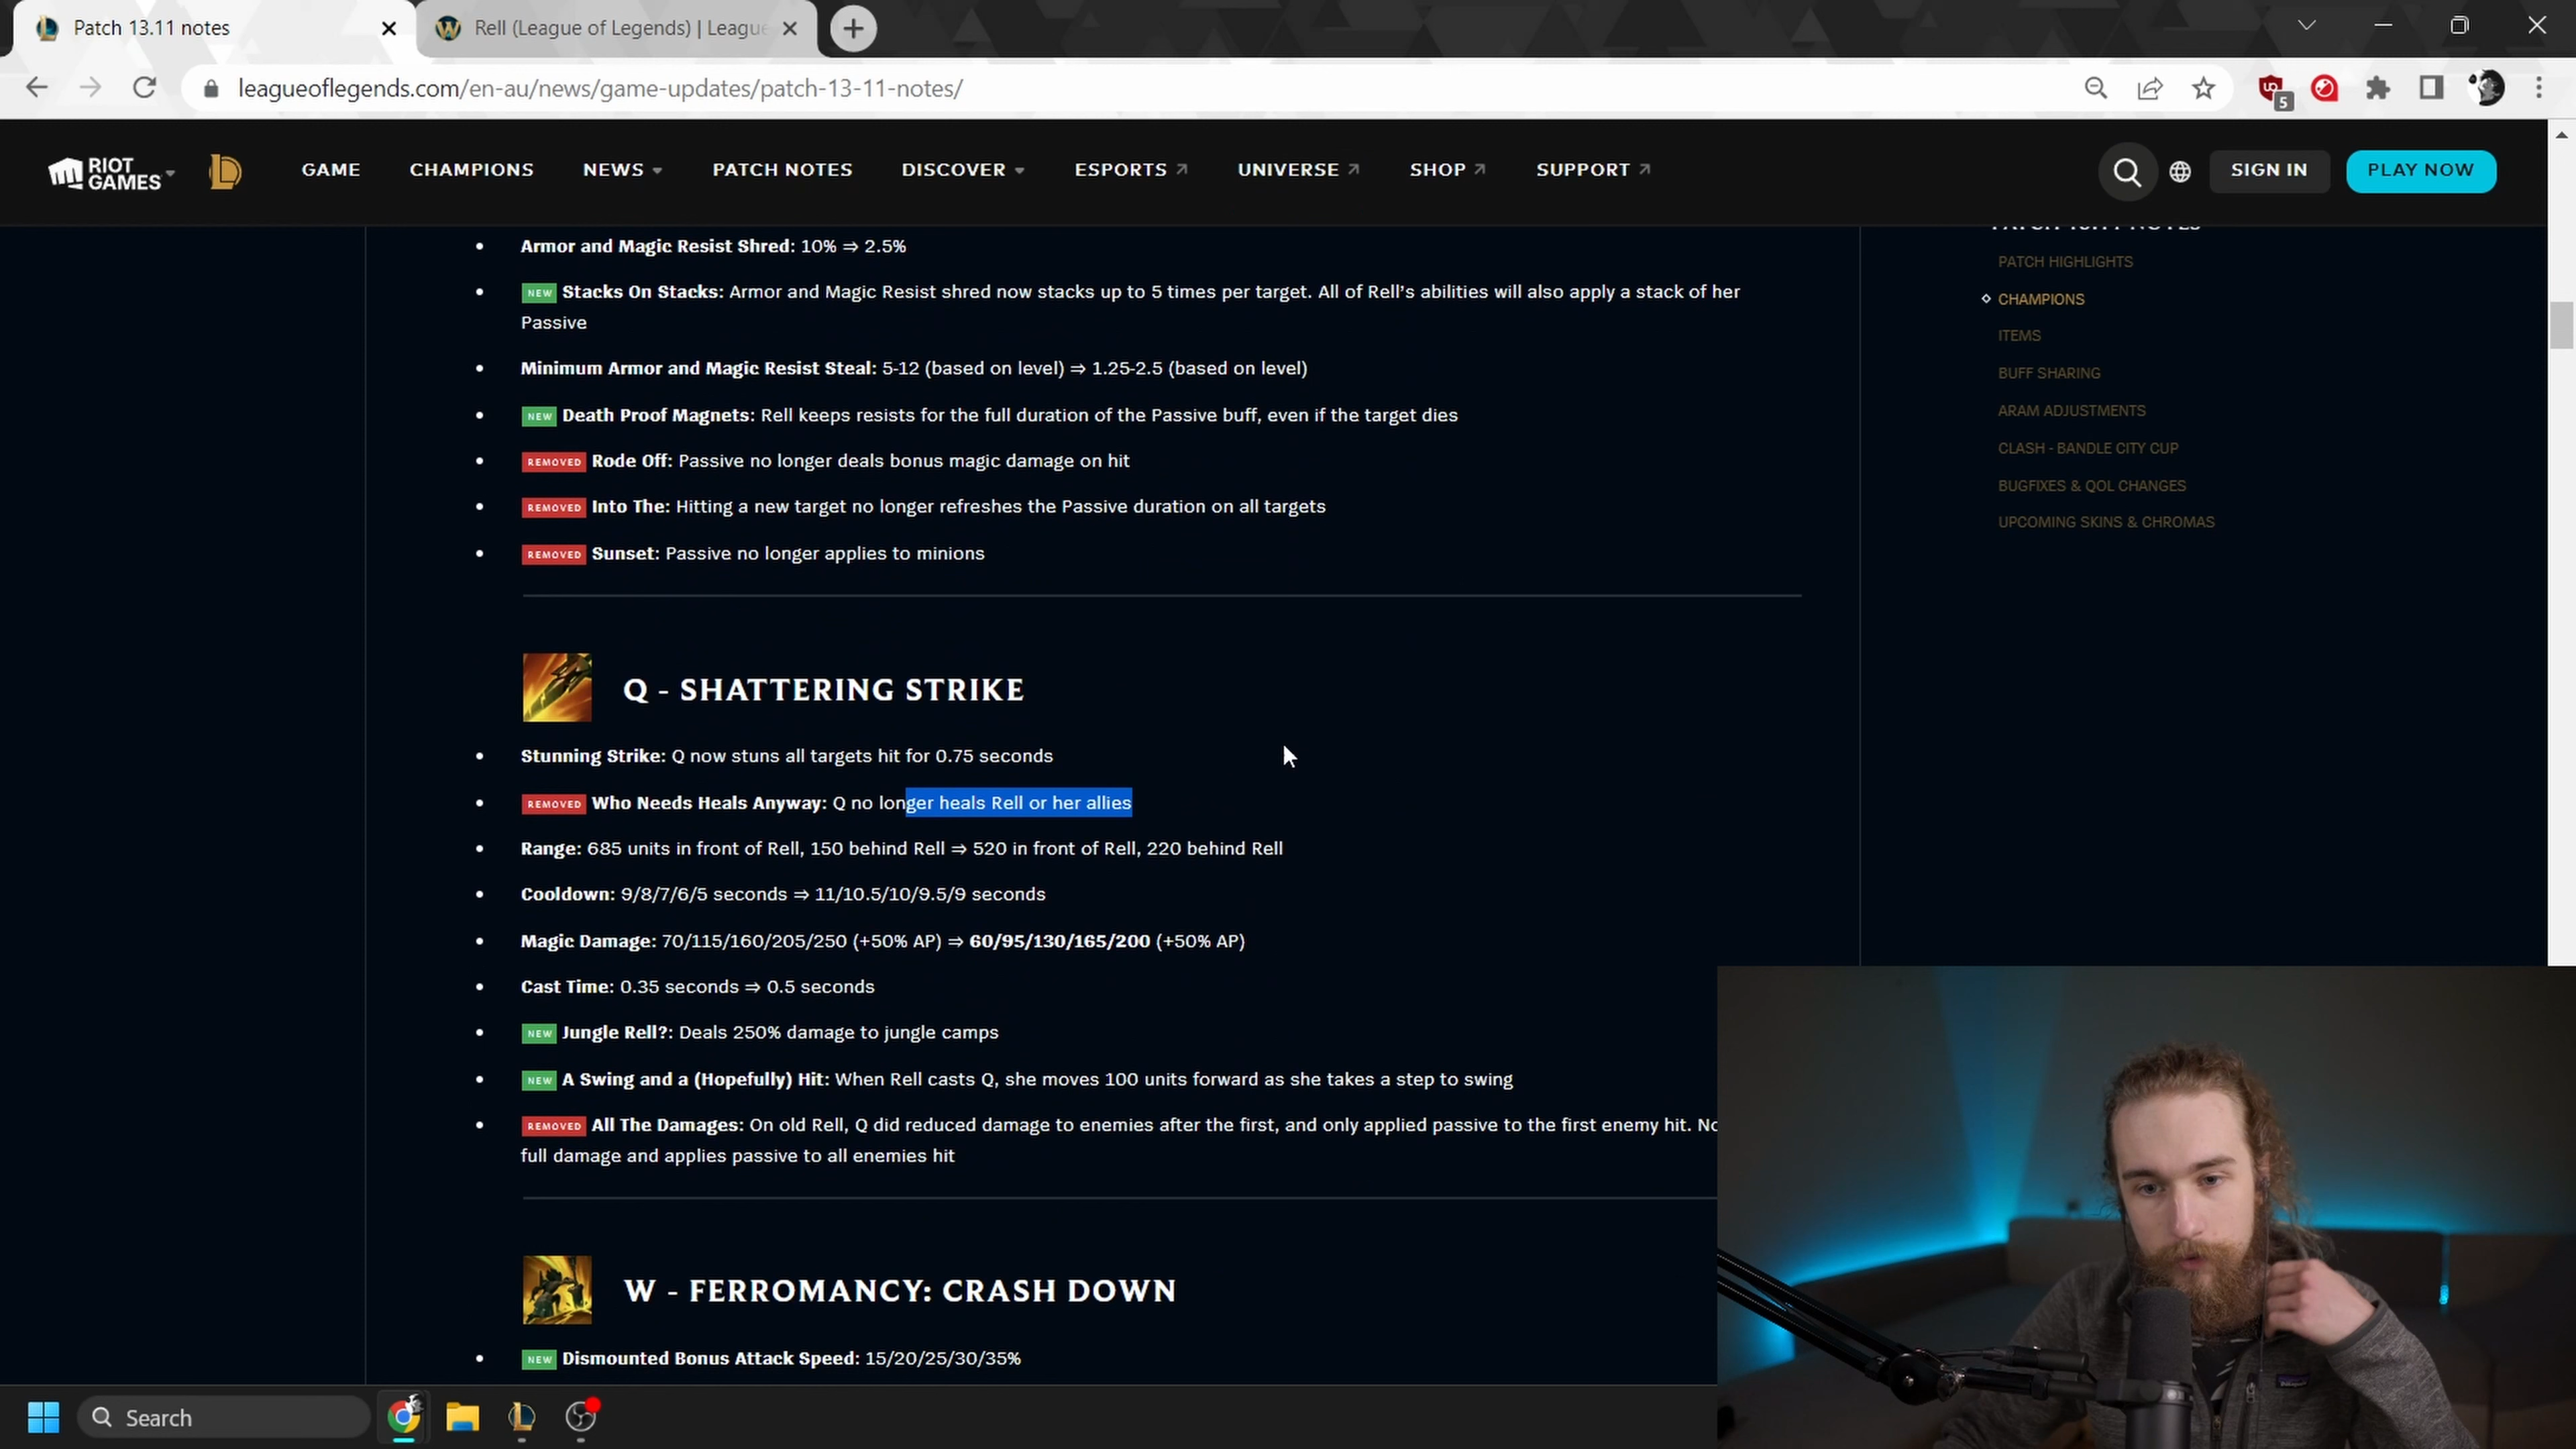 Patch 13.11 notes
Rell (League of Legends) | League
leagueoflegends.com/en-au/news/game-updates/patch-13-11-notes/
5
RIOT GAMES
GAME CHAMPIONS NEWS PATCH NOTES DISCOVER ESPORTS UNIVERSE SHOP SUPPORT SIGN IN PLAY NOW
PATCH 13.11 NOTES
PATCH HIGHLIGHTS
CHAMPIONS
ITEMS
BUFF SHARING
ARAM ADJUSTMENTS
CLASH - BANDLE CITY CUP
BUGFIXES & QOL CHANGES
UPCOMING SKINS & CHROMAS
• Armor and Magic Resist Shred: 10% ⇒ 2.5%
• NEW Stacks On Stacks: Armor and Magic Resist shred now stacks up to 5 times per target. All of Rell's abilities will also apply a stack of her
Passive
• Minimum Armor and Magic Resist Steal: 5-12 (based on level) ⇒ 1.25-2.5 (based on level)
• NEW Death Proof Magnets: Rell keeps resists for the full duration of the Passive buff, even if the target dies
• REMOVED Rode Off: Passive no longer deals bonus magic damage on hit
• REMOVED Into The: Hitting a new target no longer refreshes the Passive duration on all targets
• REMOVED Sunset: Passive no longer applies to minions
Q - SHATTERING STRIKE
• Stunning Strike: Q now stuns all targets hit for 0.75 seconds
• REMOVED Who Needs Heals Anyway: Q no longer heals Rell or her allies
• Range: 685 units in front of Rell, 150 behind Rell ⇒ 520 in front of Rell, 220 behind Rell
• Cooldown: 9/8/7/6/5 seconds ⇒ 11/10.5/10/9.5/9 seconds
• Magic Damage: 70/115/160/205/250 (+50% AP) ⇒ 60/95/130/165/200 (+50% AP)
• Cast Time: 0.35 seconds ⇒ 0.5 seconds
• NEW Jungle Rell?: Deals 250% damage to jungle camps
• NEW A Swing and a (Hopefully) Hit: When Rell casts Q, she moves 100 units forward as she takes a step to swing
• REMOVED All The Damages: On old Rell, Q did reduced damage to enemies after the first, and only applied passive to the first enemy hit.
full damage and applies passive to all enemies hit
W - FERROMANCY: CRASH DOWN
• NEW Dismounted Bonus Attack Speed: 15/20/25/30/35%
Search